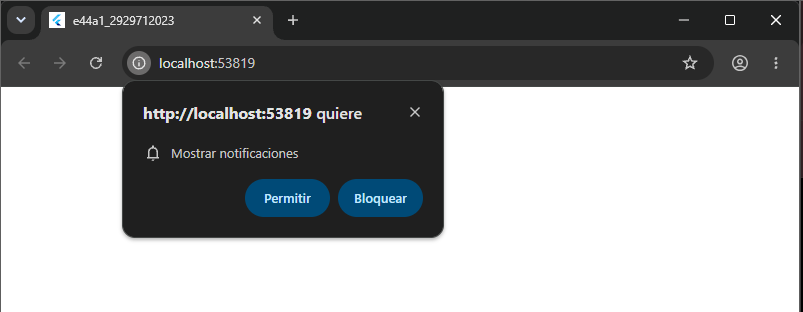 e44a1_2929712023
localhost:53819
http://localhost:53819 quiere
Mostrar notificaciones
Permitir
Bloquear